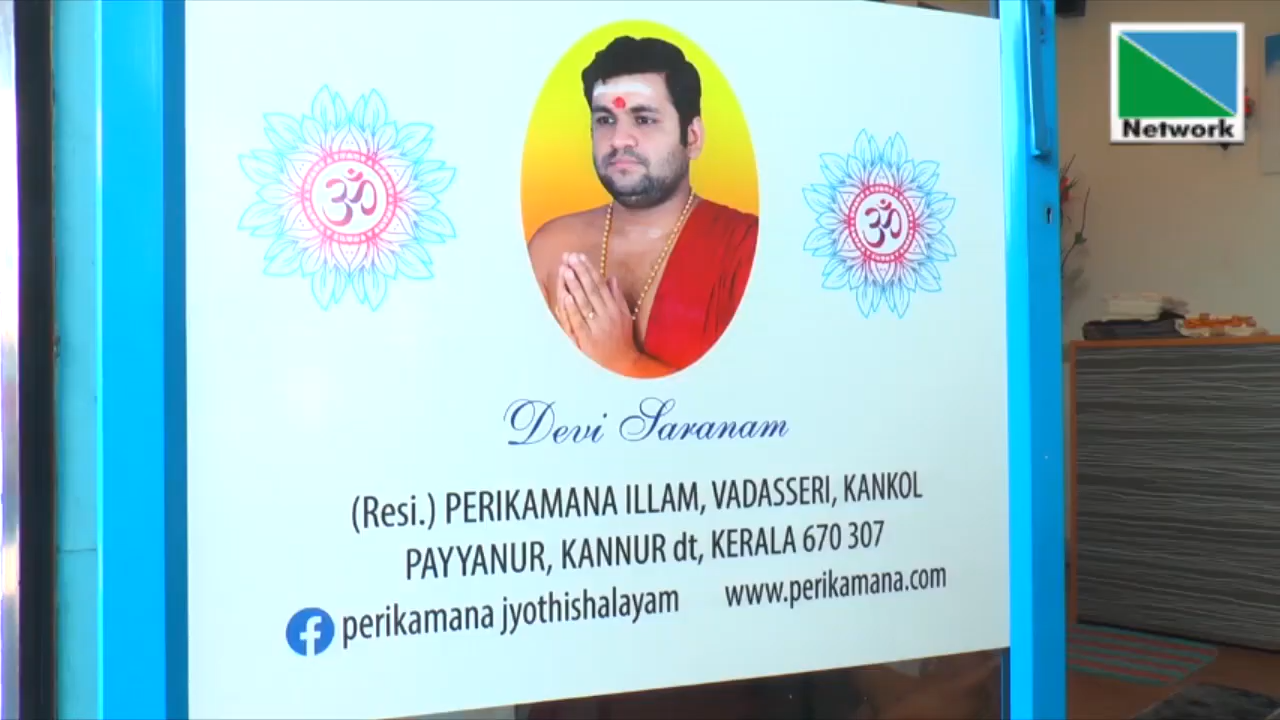 Network
ॐ
ॐ
Devi Saranam
(Resi.) PERIKAMANA ILLAM, VADASSERI, KANKOL
PAYYANUR, KANNUR dt, KERALA 670 307
f perikamana jyothishalayam www.perikamana.com